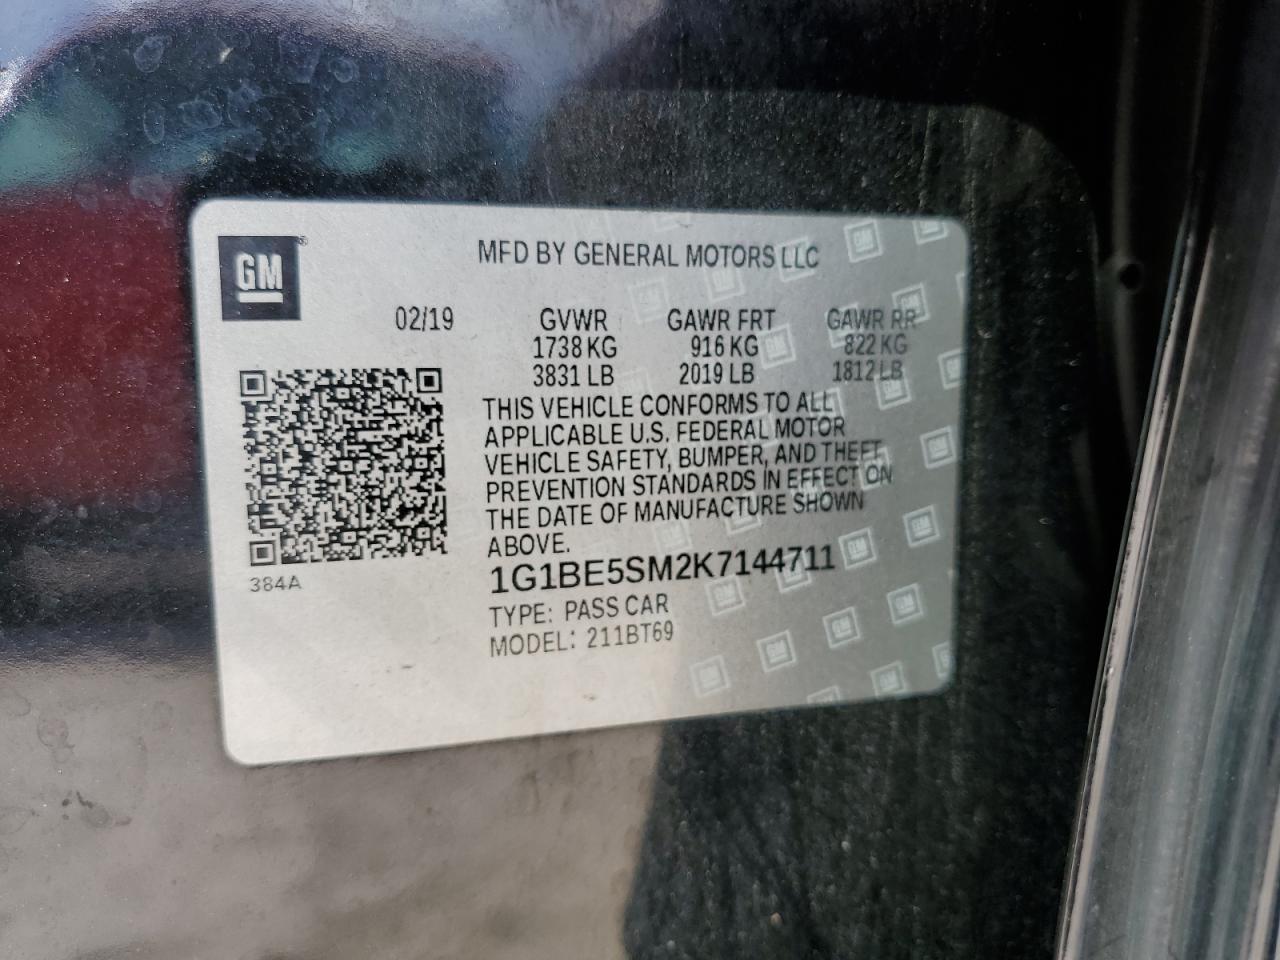 GM
MFD BY GENERAL MOTORS LLC
02/19 GVWR GAWR FRT GAWR RR
1738 KG 916 KG 822 KG
3831 LB 2019 LB 1812 LB
THIS VEHICLE CONFORMS TO ALL
APPLICABLE U.S. FEDERAL MOTOR
VEHICLE SAFETY, BUMPER, AND THEFT
PREVENTION STANDARDS IN EFFECT ON
THE DATE OF MANUFACTURE SHOWN
ABOVE.
384A
1G1BE5SM2K7144711
TYPE: PASS CAR
MODEL: 211BT69